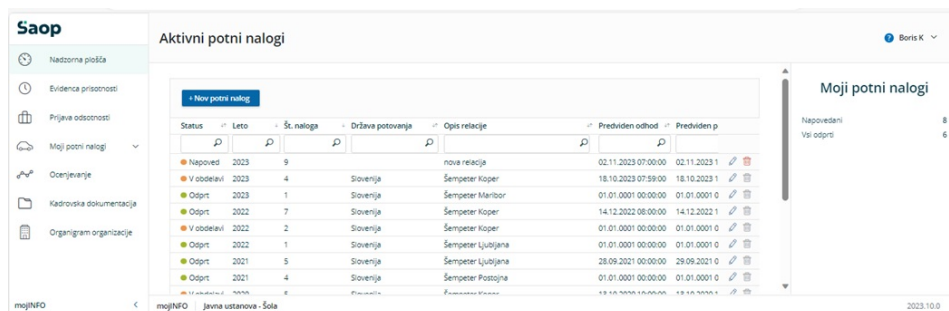 Saop
Aktivni potni nalogi
Boris K
Nadzorna plošča
Evidenca prisotnosti
Prijava odsotnosti
Moji potni nalogi
Ocenjevanje
Kadrovska dokumentacija
Organigram organizacije
mojINFO
+ Nov potni nalog
Status Leto Št. naloga Država potovanja Opis relacije Predviden odhod Predviden p
Napoved 2023 9 nova relacija 02.11.2023 07:00:00 02.11.2023 1
V obdelavi 2023 4 Slovenija Šempeter Koper 18.10.2023 07:59:00 18.10.2023 1
Odprt 2023 1 Slovenija Šempeter Maribor 01.01.0001 00:00:00 01.01.0001 0
Odprt 2022 7 Slovenija Šempeter Koper 14.12.2022 08:00:00 14.12.2022 1
V obdelavi 2022 2 Slovenija Šempeter Koper 01.01.0001 00:00:00 01.01.0001 0
Odprt 2022 1 Slovenija Šempeter Ljubljana 01.01.0001 00:00:00 01.01.0001 0
Odprt 2021 5 Slovenija Šempeter Ljubljana 28.09.2021 00:00:00 29.09.2021 0
Odprt 2021 4 Slovenija Šempeter Postojna 01.01.0001 00:00:00 01.01.0001 0
Moji potni nalogi
Napovedani 8
Vsi odprti 6
mojINFO Javna ustanova - Šola
2023.10.0